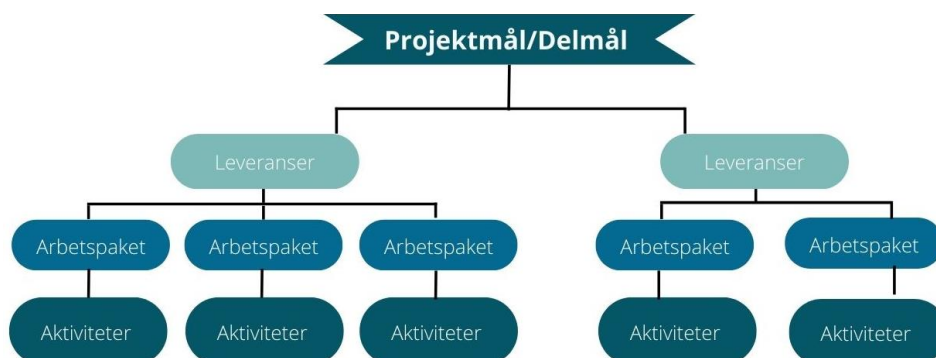 Projektmål/Delmål
Leveranser
Leveranser
Arbetspaket
Arbetspaket
Arbetspaket
Arbetspaket
Arbetspaket
Aktiviteter
Aktiviteter
Aktiviteter
Aktiviteter
Aktiviteter